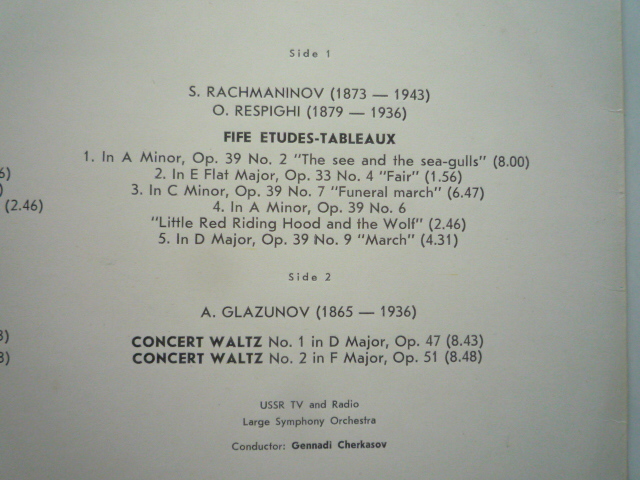 Side 1
S. RACHMANINOV (1873 — 1943)
O. RESPIGHI (1879 — 1936)
FIFE ETUDES-TABLEAUX
1. In A Minor, Op. 39 No. 2 "The see and the sea-gulls" (8.00)
2. In E Flat Major, Op. 33 No. 4 "Fair" (1.56)
3. In C Minor, Op. 39 No. 7 "Funeral march" (6.47)
(2.46)
4. In A Minor, Op. 39 No. 6
"Little Red Riding Hood and the Wolf" (2.46)
5. In D Major, Op. 39 No. 9 "March" (4.31)
Side 2
A. GLAZUNOV (1865 — 1936)
CONCERT WALTZ No. 1 in D Major, Op. 47 (8.43)
CONCERT WALTZ No. 2 in F Major, Op. 51 (8.48)
USSR TV and Radio
Large Symphony Orchestra
Conductor: Gennadi Cherkasov